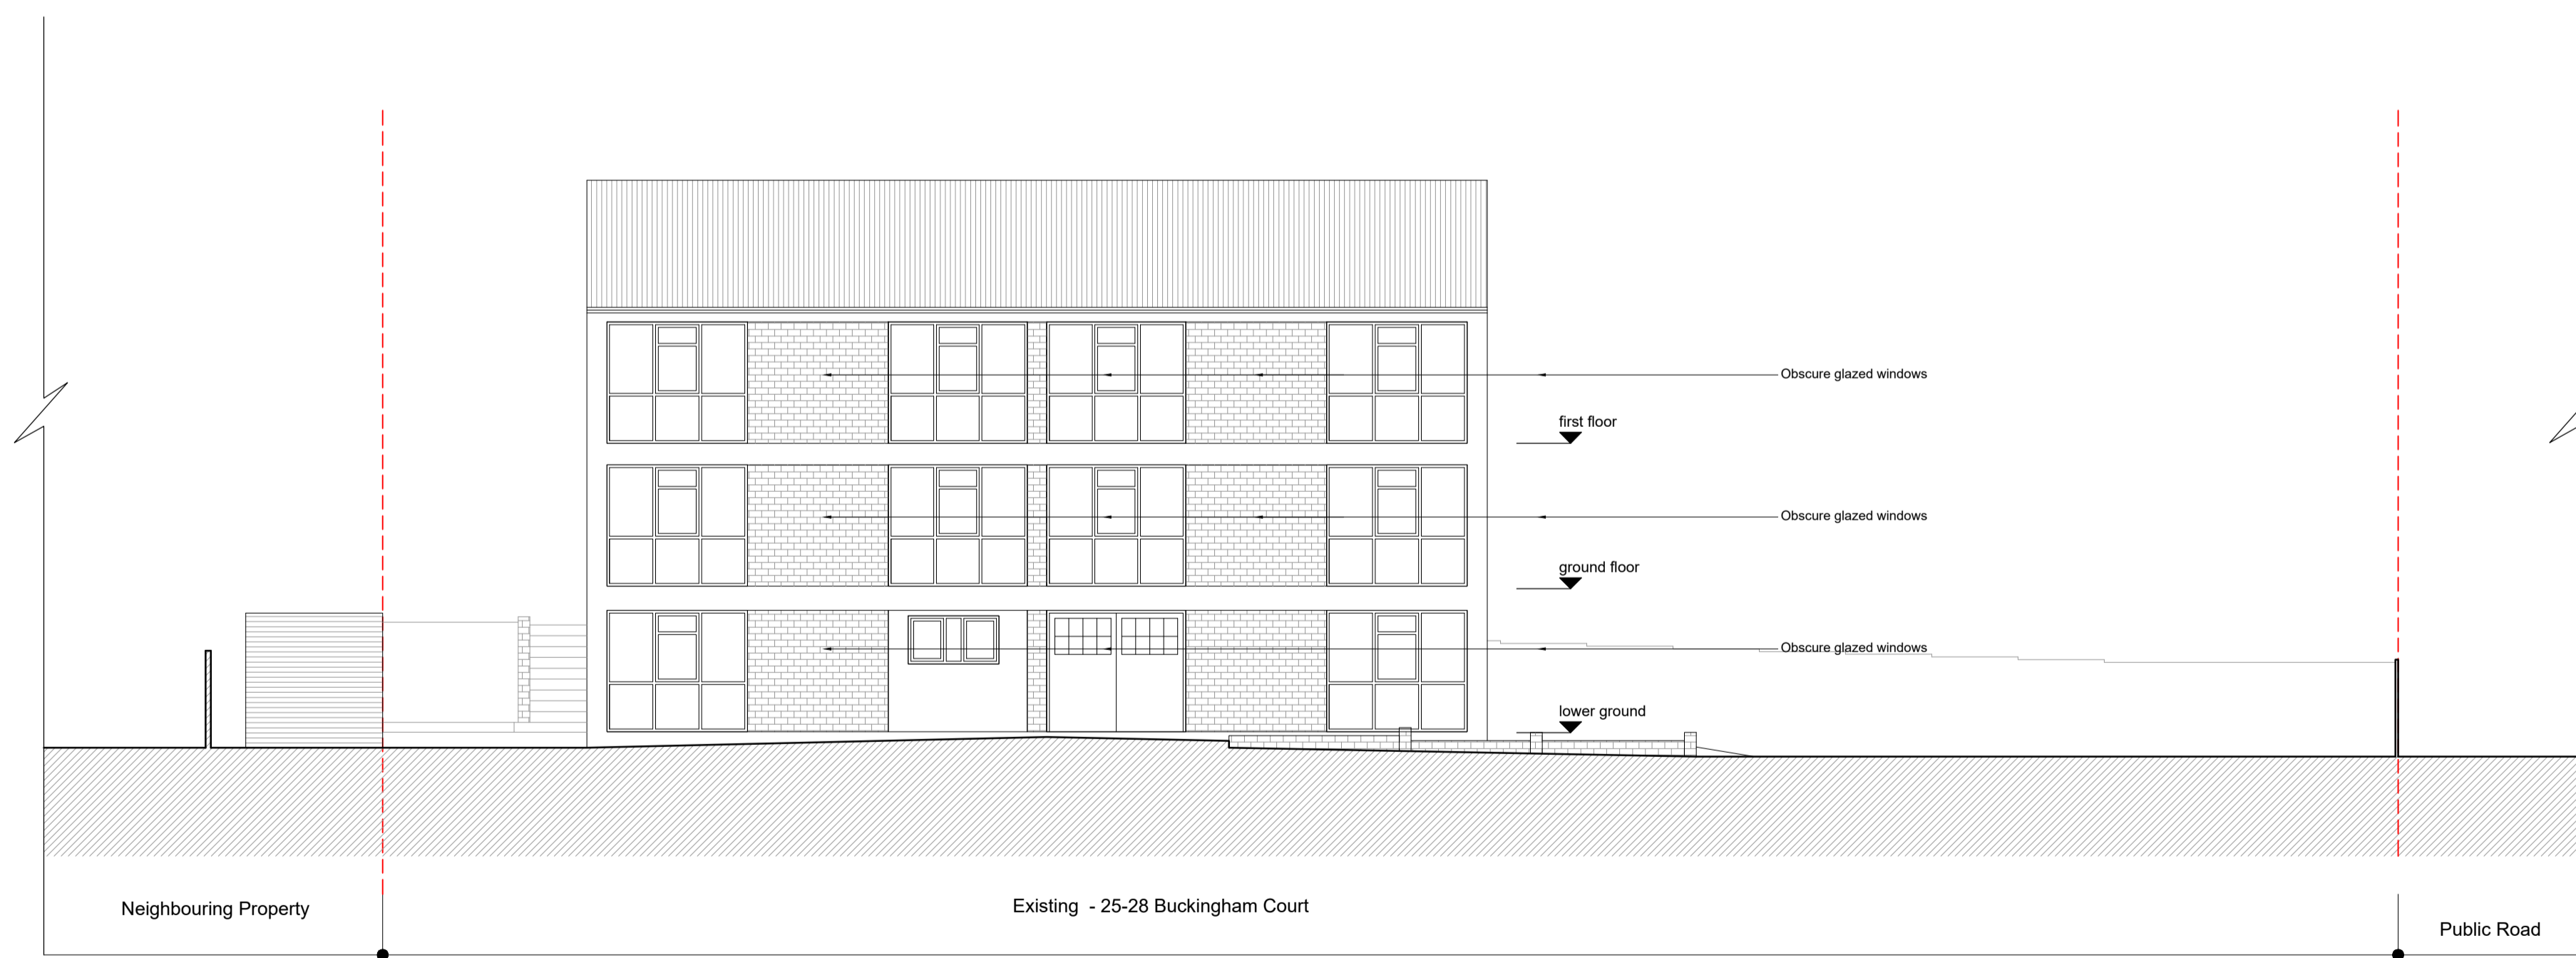 Obscure glazed windows
first floor
Obscure glazed windows
ground floor
Obscure glazed windows
lower ground
Neighbouring Property
Existing - 25-28 Buckingham Court
Public Road